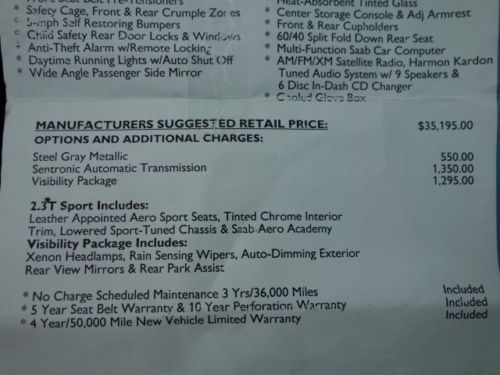 Front Seat Belt Pre-Tensioners
* Safety Cage, Front & Rear Crumple Zones
* 5-mph Self Restoring Bumpers
* Child Safety Rear Door Locks & Windows
* Anti-Theft Alarm w/Remote Locking
* Daytime Running Lights w/Auto Shut Off
* Wide Angle Passenger Side Mirror
Heat-Absorbent Tinted Glass
* Center Storage Console & Adj Armrest
* Front & Rear Cupholders
* 60/40 Split Fold Down Rear Seat
* Multi-Function Saab Car Computer
* AM/FM/XM Satellite Radio, Harmon Kardon
Tuned Audio System w/ 9 Speakers &
6 Disc In-Dash CD Changer
* Cooled Glove Box
MANUFACTURERS SUGGESTED RETAIL PRICE: $35,195.00
OPTIONS AND ADDITIONAL CHARGES:
Steel Gray Metallic 550.00
Sentronic Automatic Transmission 1,350.00
Visibility Package 1,295.00
2.3T Sport Includes:
Leather Appointed Aero Sport Seats, Tinted Chrome Interior
Trim, Lowered Sport-Tuned Chassis & Saab Aero Academy
Visibility Package Includes:
Xenon Headlamps, Rain Sensing Wipers, Auto-Dimming Exterior
Rear View Mirrors & Rear Park Assist
* No Charge Scheduled Maintenance 3 Yrs/36,000 Miles Included
* 5 Year Seat Belt Warranty & 10 Year Perforation Warranty Included
* 4 Year/50,000 Mile New Vehicle Limited Warranty Included